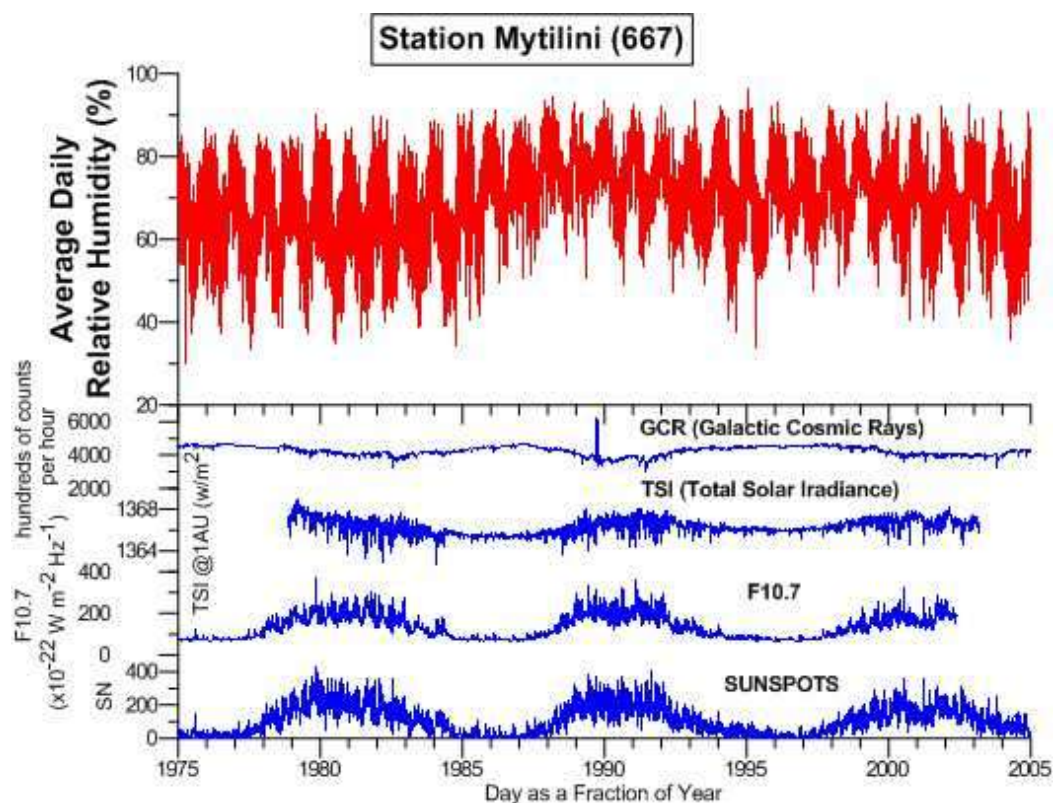 Station Mytilini (667)
Average Daily
Relative Humidity (%)
100
80
60
40
20
hundreds of counts
per hour
6000
4000
2000
GCR (Galactic Cosmic Rays)
TSI @1AU (w/m²)
1368
1364
TSI (Total Solar Irradiance)
F10.7
(x10⁻²² W m⁻² Hz⁻¹)
400
200
0
F10.7
SN
400
200
0
SUNSPOTS
1975 1980 1985 1990 1995 2000 2005
Day as a Fraction of Year